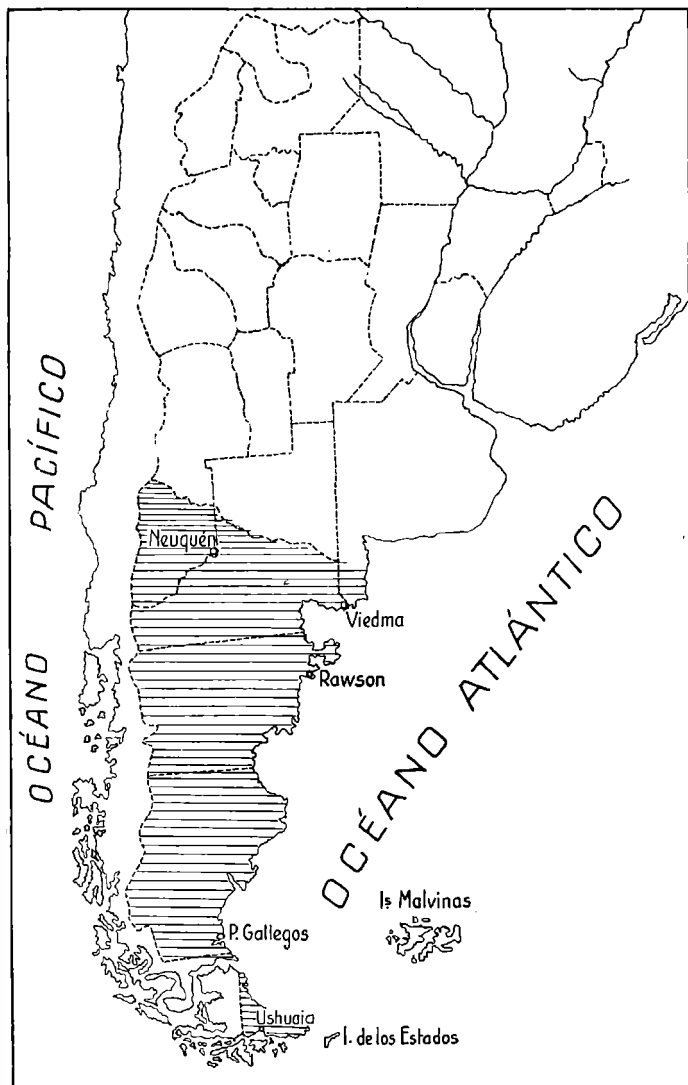 OCÉANO PACÍFICO
Neuquén
Viedma
Rawson
OCÉANO ATLÁNTICO
Is Malvinas
P. Gallegos
Ushuaia
I. de los Estados